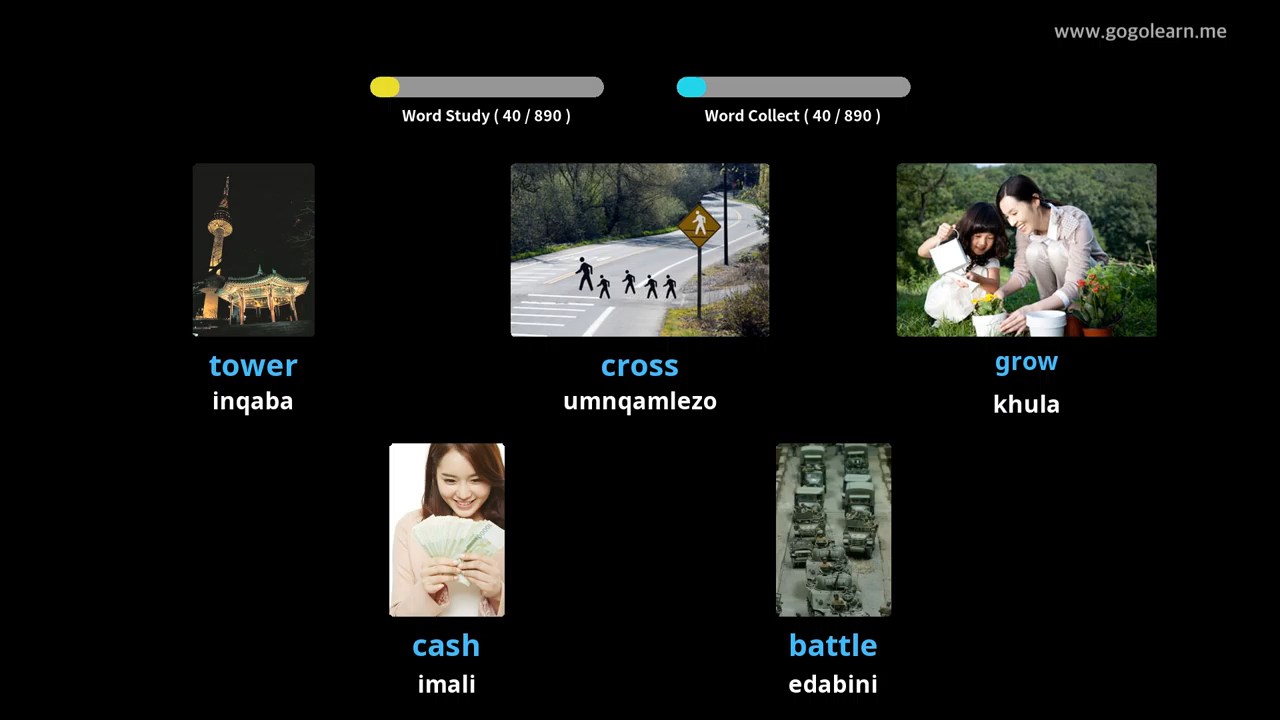 www.gogolearn.me
Word Study ( 40 / 890 )
Word Collect ( 40 / 890 )
tower
inqaba
cross
umnqamlezo
grow
khula
cash
imali
battle
edabini